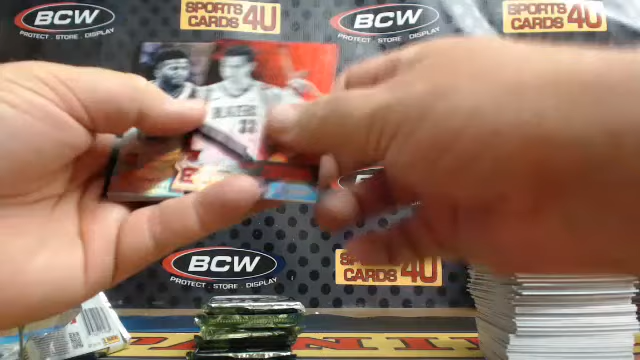 BCW
PROTECT . STORE . DISPLAY
SPORTS
CARDS 4U
BCW
PROTECT . STORE . DISPLAY
SPORTS
CARDS 4U
BLAZERS
33
BCW
PROTECT . STORE . DISPLAY
SPORTS
CARDS 4U